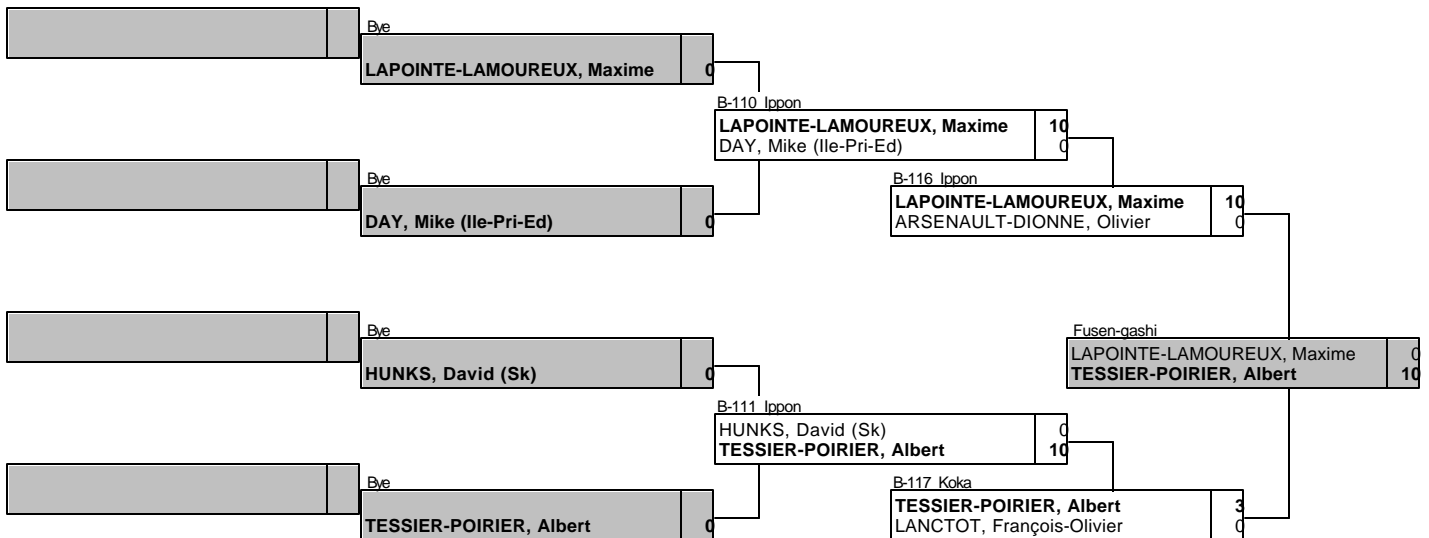 Bye
LAPOINTE-LAMOUREUX, Maxime 0
B-110 Ippon
LAPOINTE-LAMOUREUX, Maxime 10
DAY, Mike (Ile-Pri-Ed) 0
Bye
DAY, Mike (Ile-Pri-Ed) 0
B-116 Ippon
LAPOINTE-LAMOUREUX, Maxime 10
ARSENAULT-DIONNE, Olivier 0
Bye
HUNKS, David (Sk) 0
Fusen-gashi
LAPOINTE-LAMOUREUX, Maxime 0
TESSIER-POIRIER, Albert 10
B-111 Ippon
HUNKS, David (Sk) 0
TESSIER-POIRIER, Albert 10
Bye
TESSIER-POIRIER, Albert 0
B-117 Koka
TESSIER-POIRIER, Albert 3
LANCTOT, François-Olivier 0